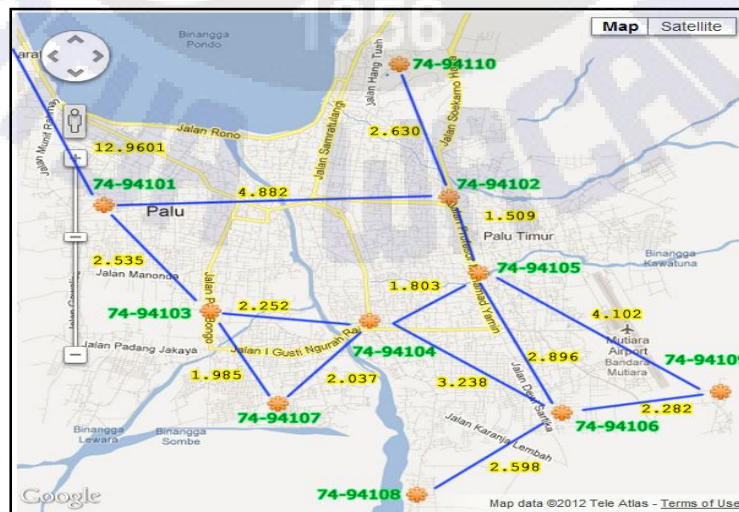 1956
Map Satellite
Binangga
Pondo
Jalan Hang Tuah
74-94110
Jalan Rono
2.630
Jalan Samratulangi
12.9601
74-94101
4.882
74-94102
Palu
1.509
Palu Timur
2.535
Jalan Manonda
74-94105
Binangga
Kawatuna
1.803
4.102
74-94103
2.252
Jalan Padang Jajaya
74-94104
Mutiara
Airport
Bandara
Mutiara
2.896
74-94109
1.985
2.037
3.238
2.282
74-94107
74-94106
Binangga
Lewara
Binangga
Sombe
Jalan Karanja Lembah
2.598
74-94108
Google
Map data ©2012 Tele Atlas - Terms of Use